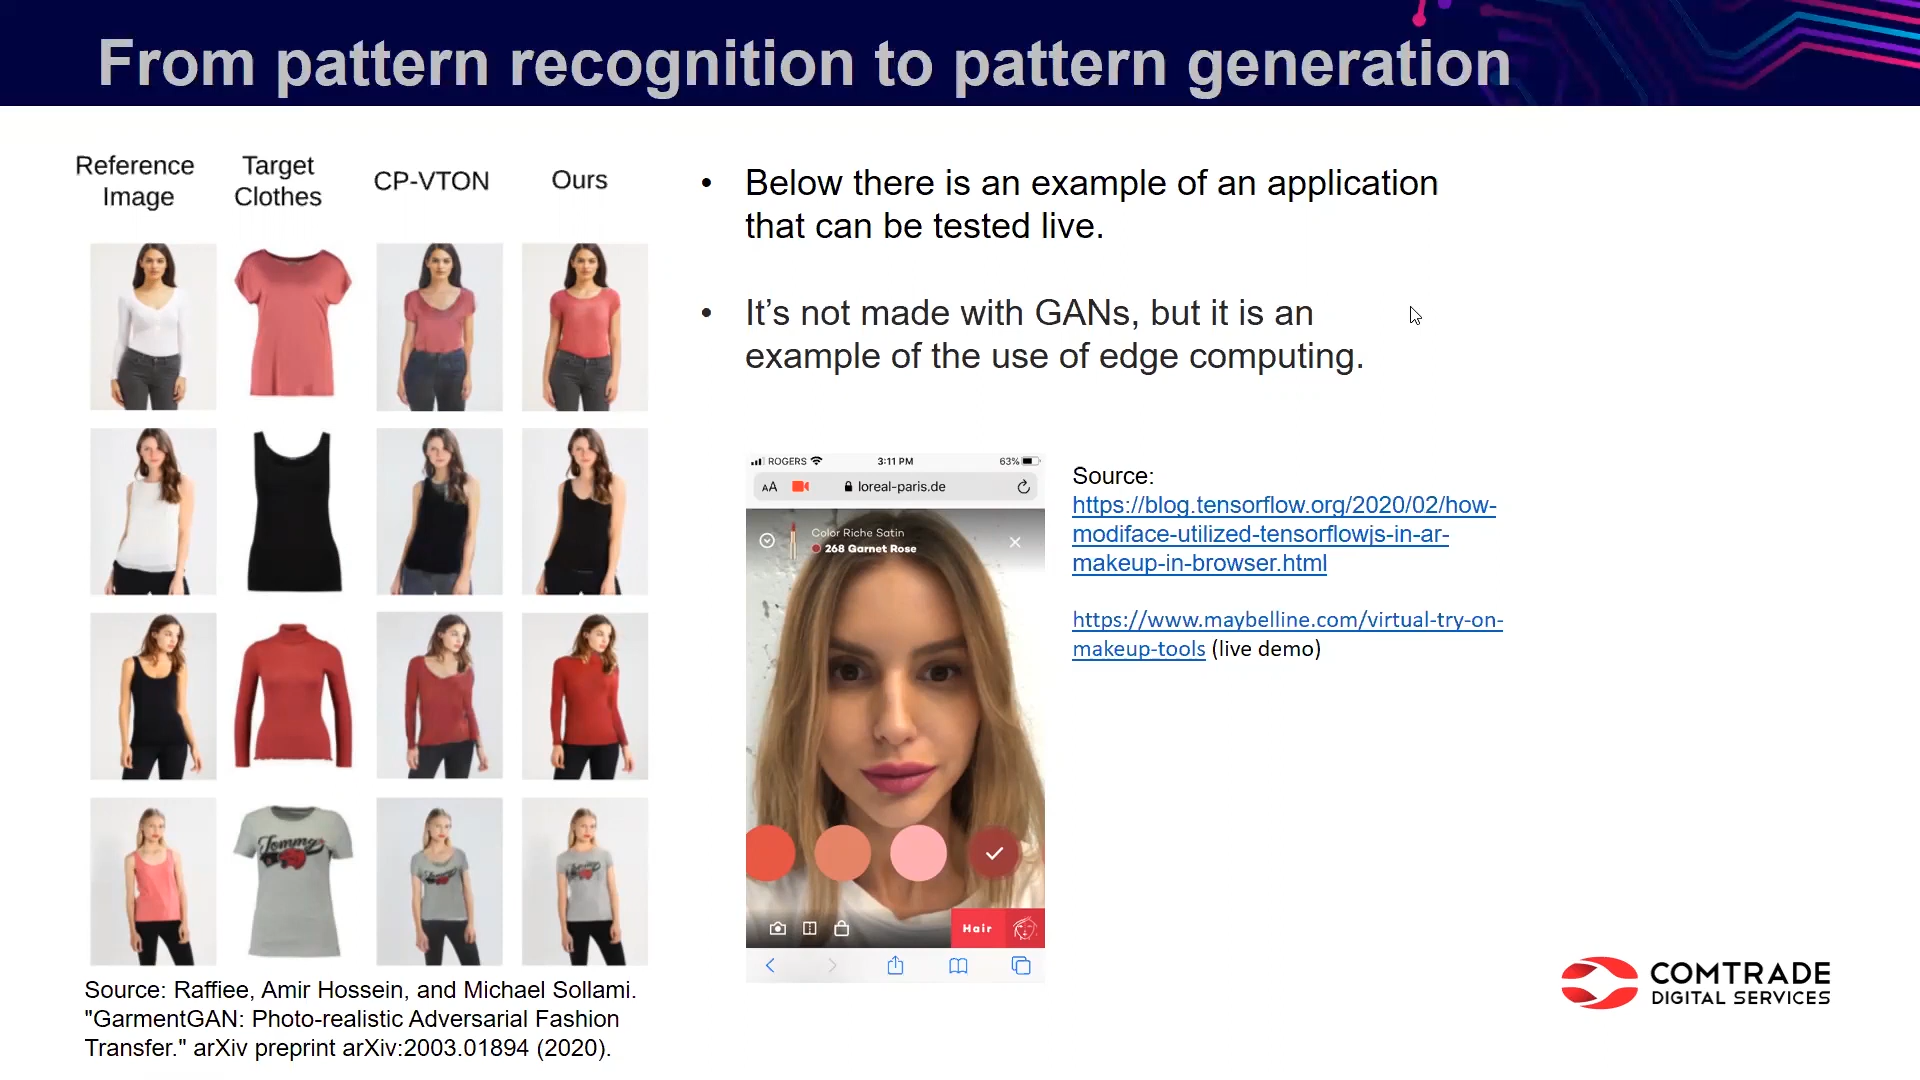 From pattern recognition to pattern generation
Reference
Image
Target
Clothes
CP-VTON
Ours
Tommy
Source: Raffiee, Amir Hossein, and Michael Sollami.
"GarmentGAN: Photo-realistic Adversarial Fashion
Transfer." arXiv preprint arXiv:2003.01894 (2020).
• Below there is an example of an application
that can be tested live.
• It’s not made with GANs, but it is an
example of the use of edge computing.
ROGERS 3:11 PM 63%
AA loreal-paris.de
Color Riche Satin
268 Garnet Rose
Hair
Source:
https://blog.tensorflow.org/2020/02/how-
modiface-utilized-tensorflowjs-in-ar-
makeup-in-browser.html
https://www.maybelline.com/virtual-try-on-
makeup-tools (live demo)
COMTRADE
DIGITAL SERVICES